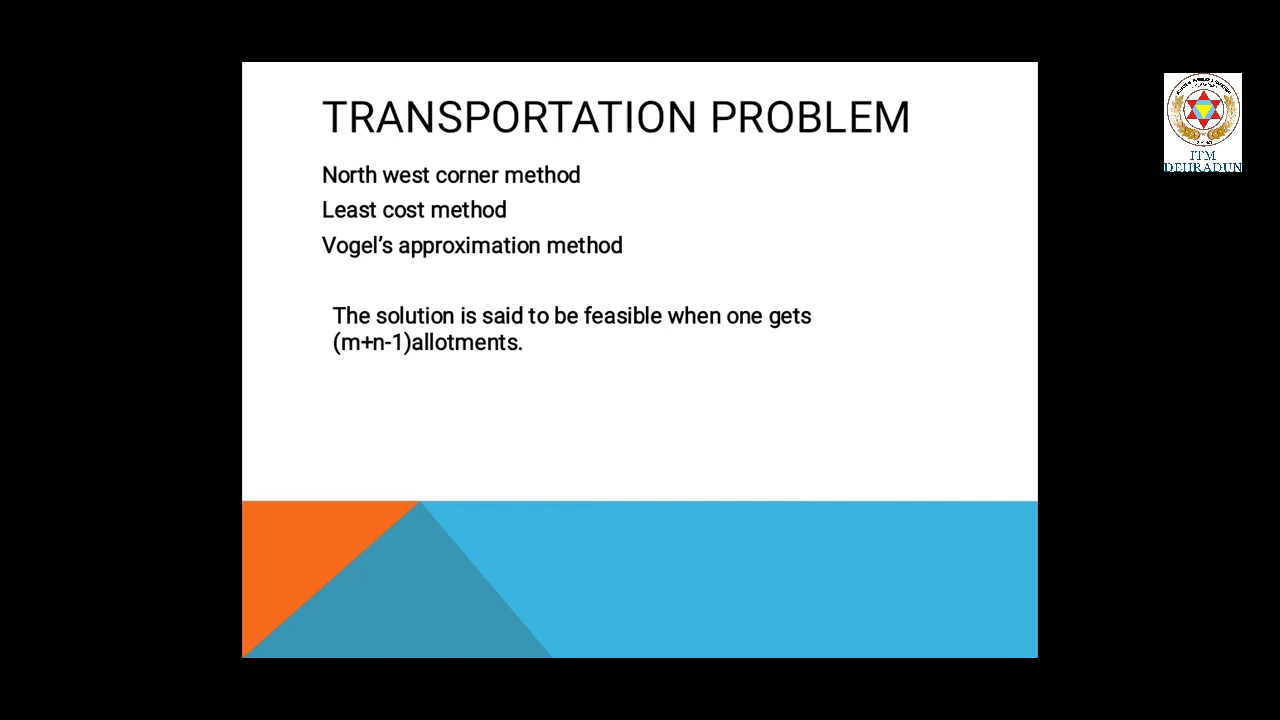 TRANSPORTATION PROBLEM
North west corner method
Least cost method
Vogel's approximation method
The solution is said to be feasible when one gets
(m+n-1)allotments.
ITM
DEHRADUN